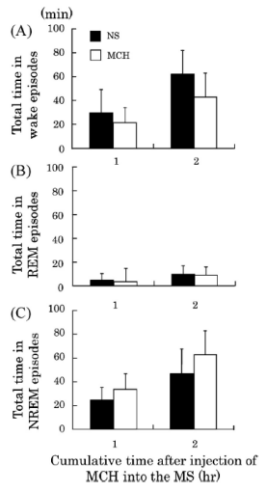 (A)
(min)
Total time in
wake episodes
100
80
60
40
20
0
NS
MCH
1
2
(B)
Total time in
REM episodes
100
80
60
40
20
0
1
2
(C)
Total time in
NREM episodes
100
80
60
40
20
0
1
2
Cumulative time after injection of
MCH into the MS (hr)